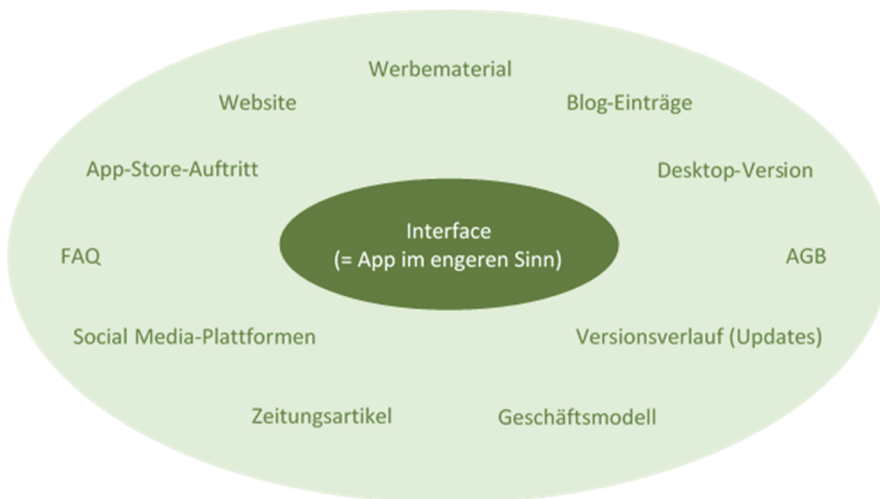 Werbematerial
Website
Blog-Einträge
App-Store-Auftritt
Desktop-Version
Interface
(= App im engeren Sinn)
FAQ
AGB
Social Media-Plattformen
Versionsverlauf (Updates)
Zeitungsartikel
Geschäftsmodell